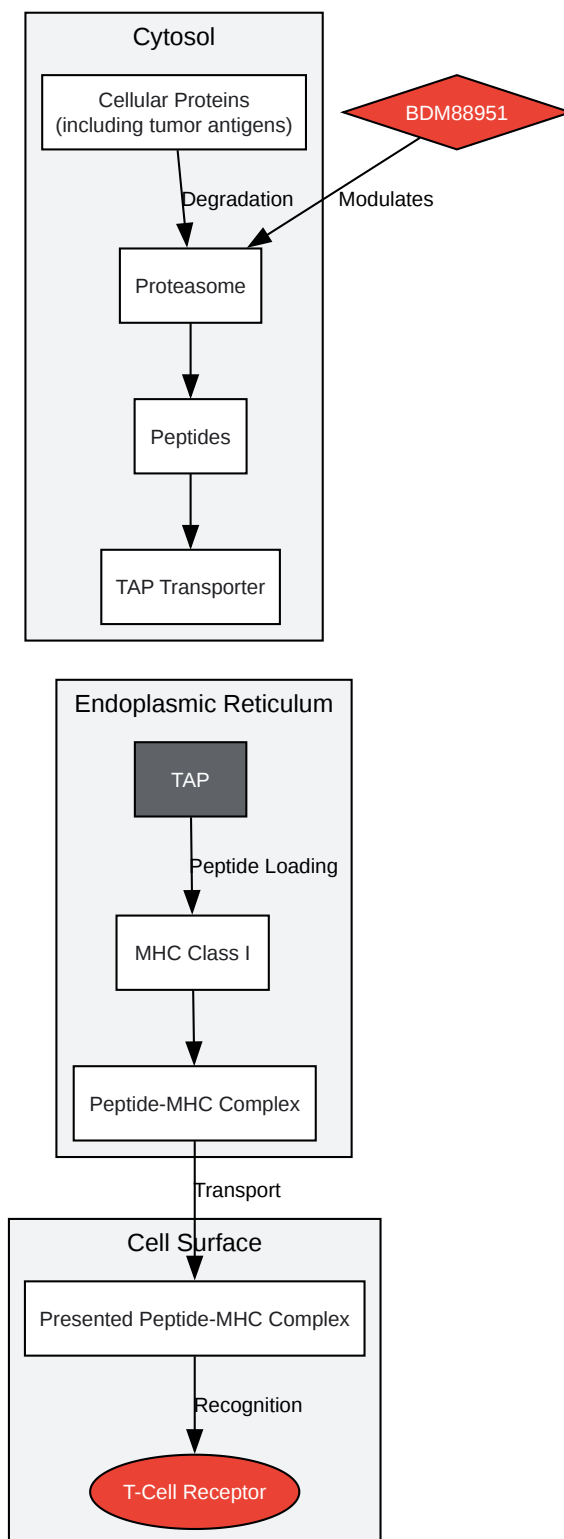 Cytosol
Cellular Proteins
(including tumor antigens)
BDM88951
Degradation
Modulates
Proteasome
Peptides
TAP Transporter
Endoplasmic Reticulum
TAP
Peptide Loading
MHC Class I
Peptide-MHC Complex
Transport
Cell Surface
Presented Peptide-MHC Complex
Recognition
T-Cell Receptor